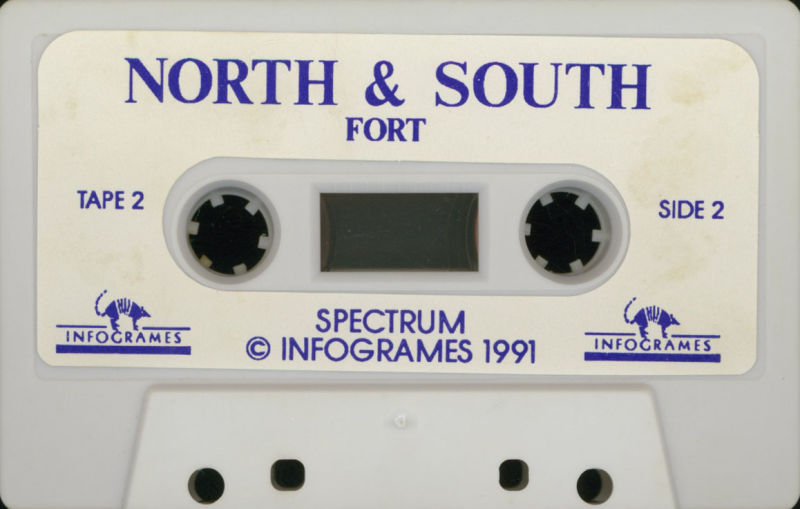 NORTH & SOUTH
FORT
TAPE 2
SIDE 2
SPECTRUM
© INFOGRAMES 1991
INFOGRAMES
INFOGRAMES